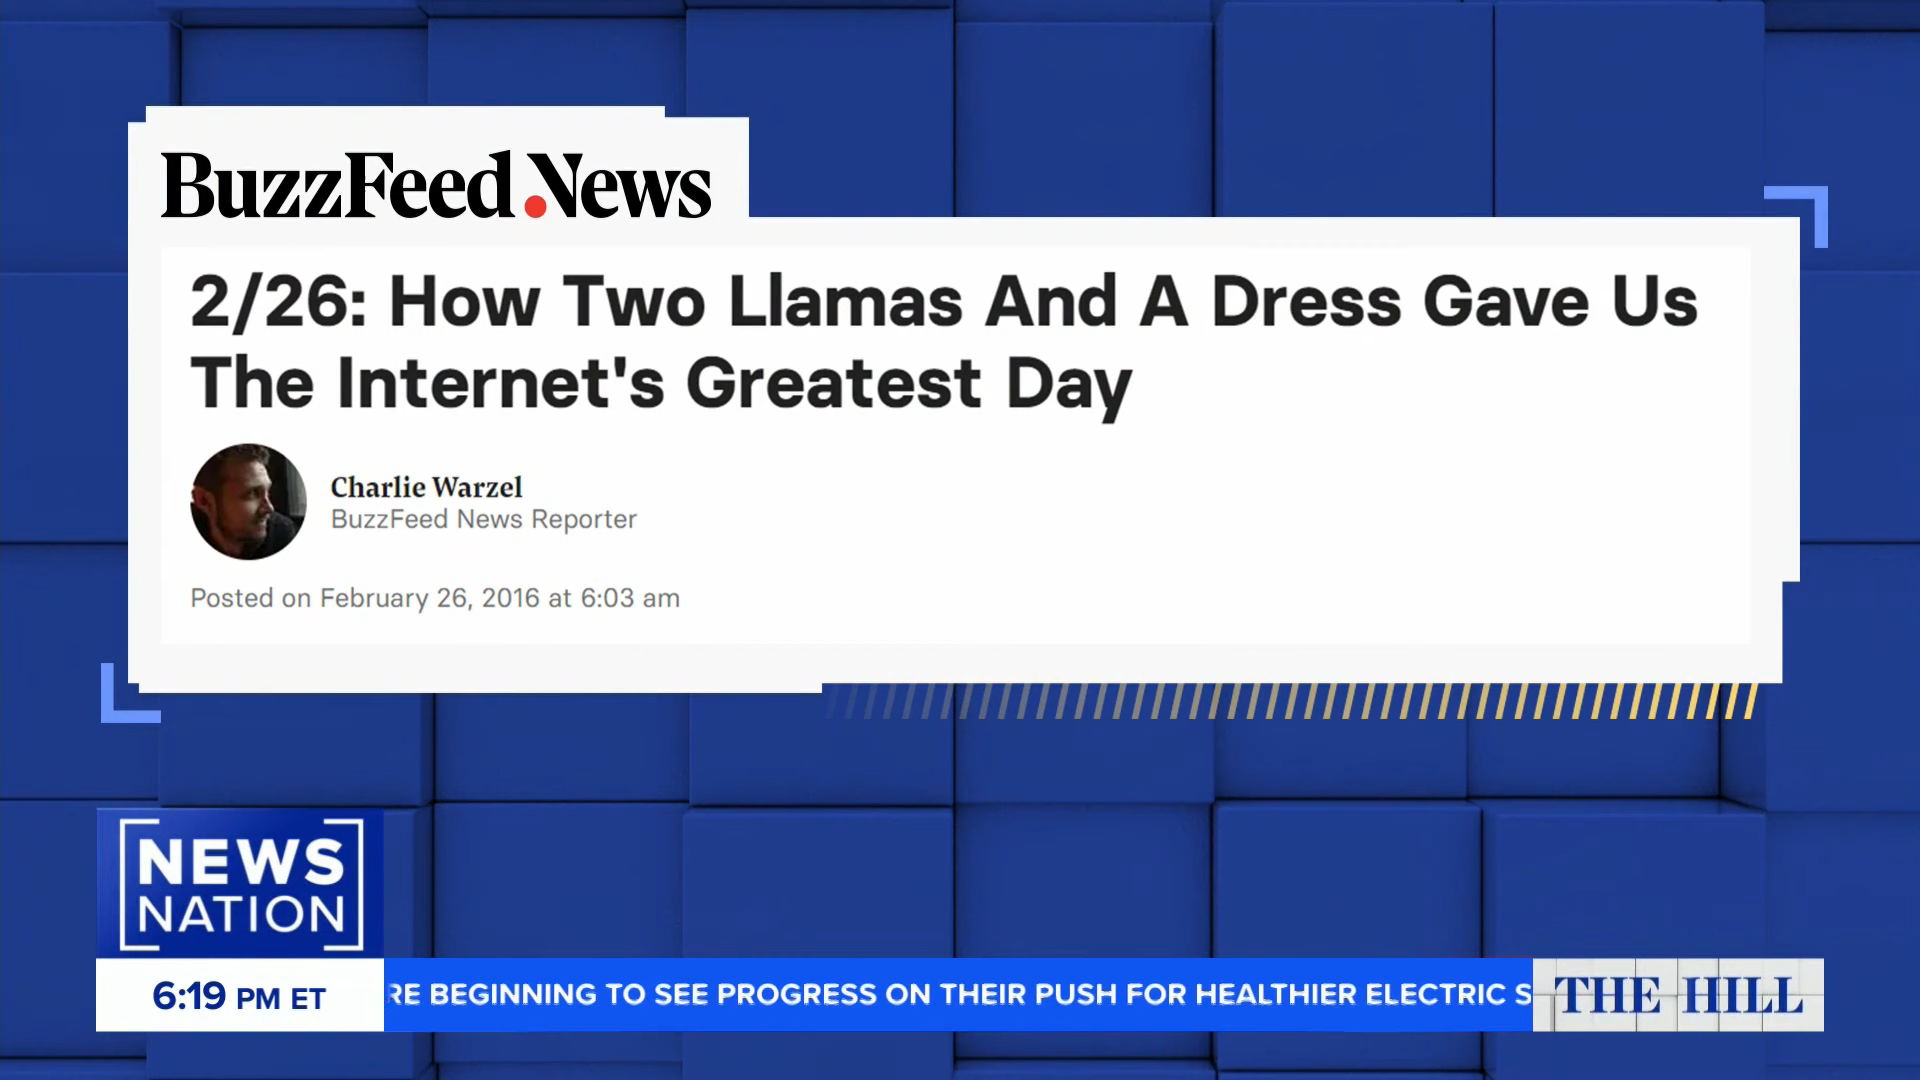 BuzzFeed News
2/26: How Two Llamas And A Dress Gave Us
The Internet's Greatest Day
Charlie Warzel
BuzzFeed News Reporter
Posted on February 26, 2016 at 6:03 am
NEWS
NATION
6:19 PM ET
RE BEGINNING TO SEE PROGRESS ON THEIR PUSH FOR HEALTHIER ELECTRIC S
THE HILL